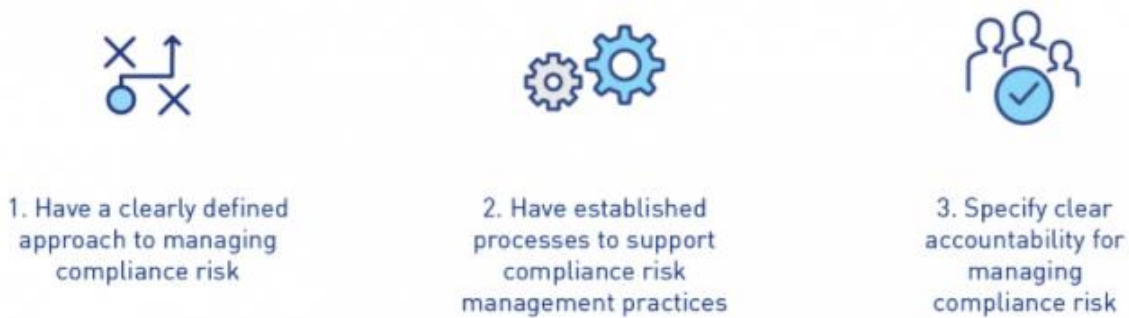 1. Have a clearly defined
approach to managing
compliance risk
2. Have established
processes to support
compliance risk
management practices
3. Specify clear
accountability for
managing
compliance risk